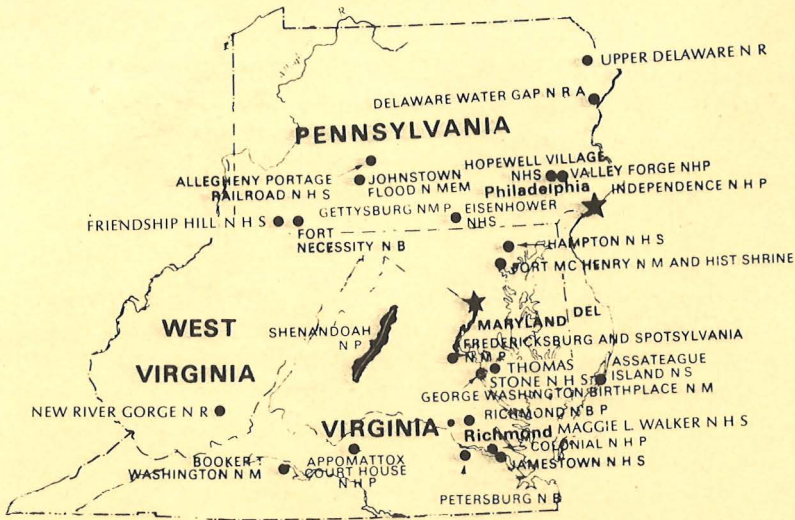 R
UPPER DELAWARE N R
DELAWARE WATER GAP N R A
PENNSYLVANIA
ALLEGHENY PORTAGE
RAILROAD N H S
JOHNSTOWN
FLOOD N MEM
HOPEWELL VILLAGE
NHS
VALLEY FORGE NHP
Philadelphia
INDEPENDENCE N H P
FRIENDSHIP HILL N H S
FORT
NECESSITY N B
GETTYSBURG NM P
EISENHOWER
NHS
HAMPTON N H S
FORT MC HENRY N M AND HIST SHRINE
WEST
VIRGINIA
SHENANDOAH
N P
MARYLAND
DEL
FREDERICKSBURG AND SPOTSYLVANIA
N M P
THOMAS
STONE N H S
ASSATEAGUE
ISLAND N S
GEORGE WASHINGTON BIRTHPLACE N M
NEW RIVER GORGE N R
VIRGINIA
RICHMOND N B P
Richmond
MAGGIE L. WALKER N H S
COLONIAL N H P
JAMESTOWN N H S
BOOKER T
WASHINGTON N M
APPOMATTOX
COURT HOUSE
N H P
PETERSBURG N B